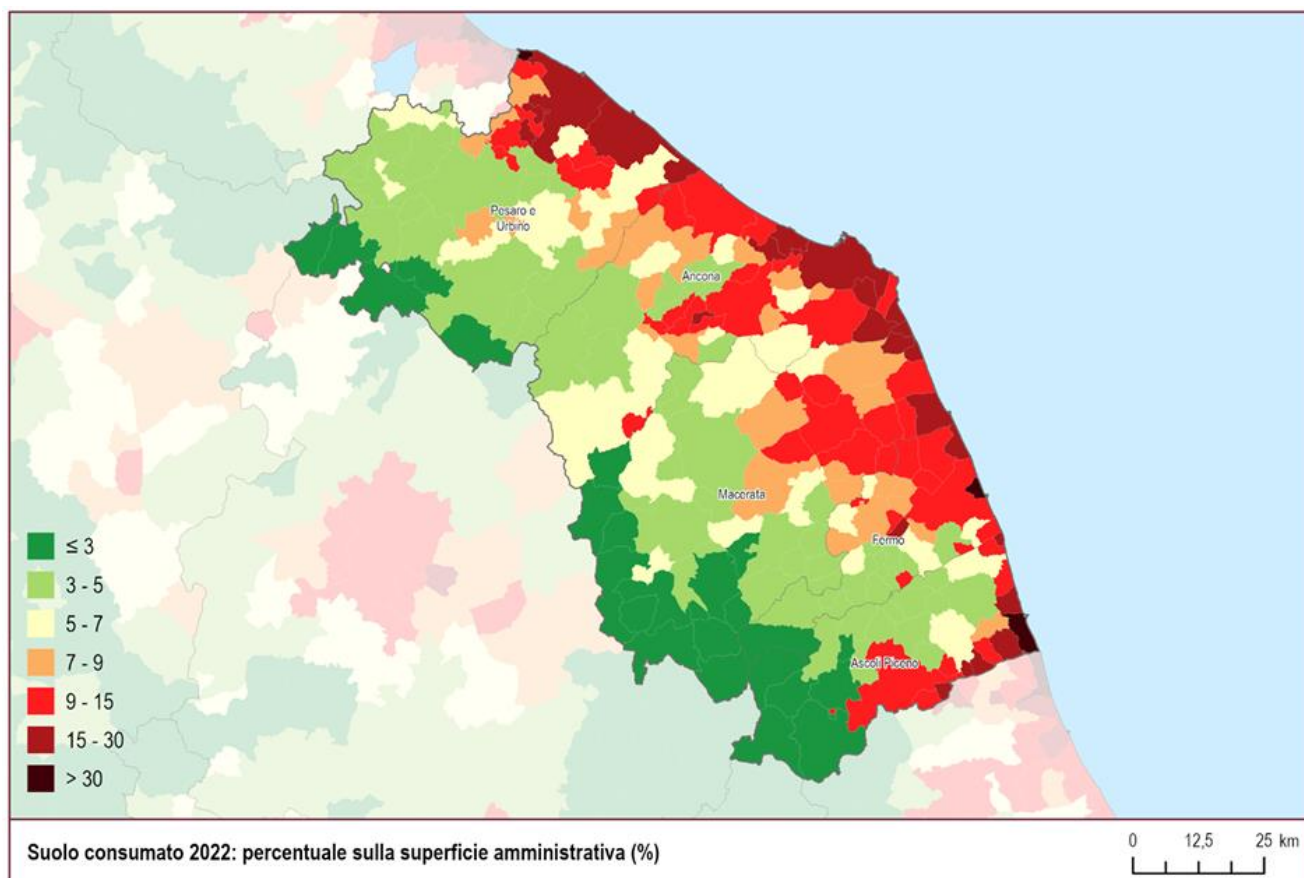 Pesaro e
Urbino
Ancona
Macerata
Fermo
Ascoli Piceno
≤ 3
3 - 5
5 - 7
7 - 9
9 - 15
15 - 30
> 30
Suolo consumato 2022: percentuale sulla superficie amministrativa (%)
0 12,5 25 km